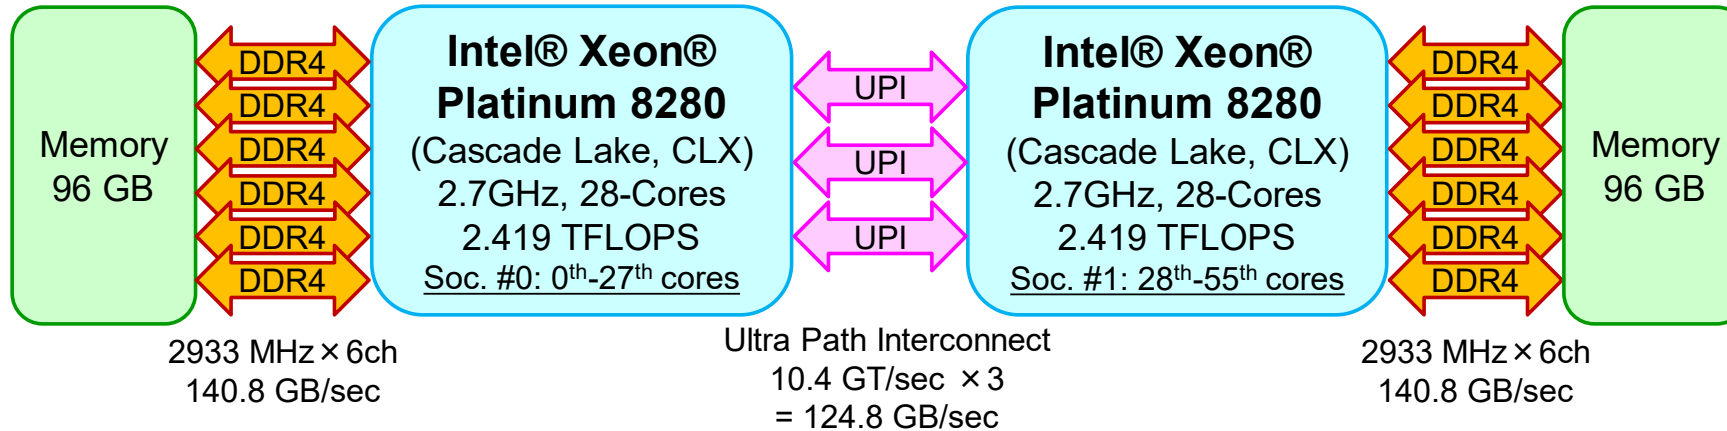 Memory
96 GB
DDR4
DDR4
DDR4
DDR4
DDR4
DDR4
2933 MHz×6ch
140.8 GB/sec
Intel® Xeon®
Platinum 8280
(Cascade Lake, CLX)
2.7GHz, 28-Cores
2.419 TFLOPS
Soc. #0: 0th-27th cores
UPI
UPI
UPI
Ultra Path Interconnect
10.4 GT/sec ×3
= 124.8 GB/sec
Intel® Xeon®
Platinum 8280
(Cascade Lake, CLX)
2.7GHz, 28-Cores
2.419 TFLOPS
Soc. #1: 28th-55th cores
DDR4
DDR4
DDR4
DDR4
DDR4
DDR4
2933 MHz×6ch
140.8 GB/sec
Memory
96 GB